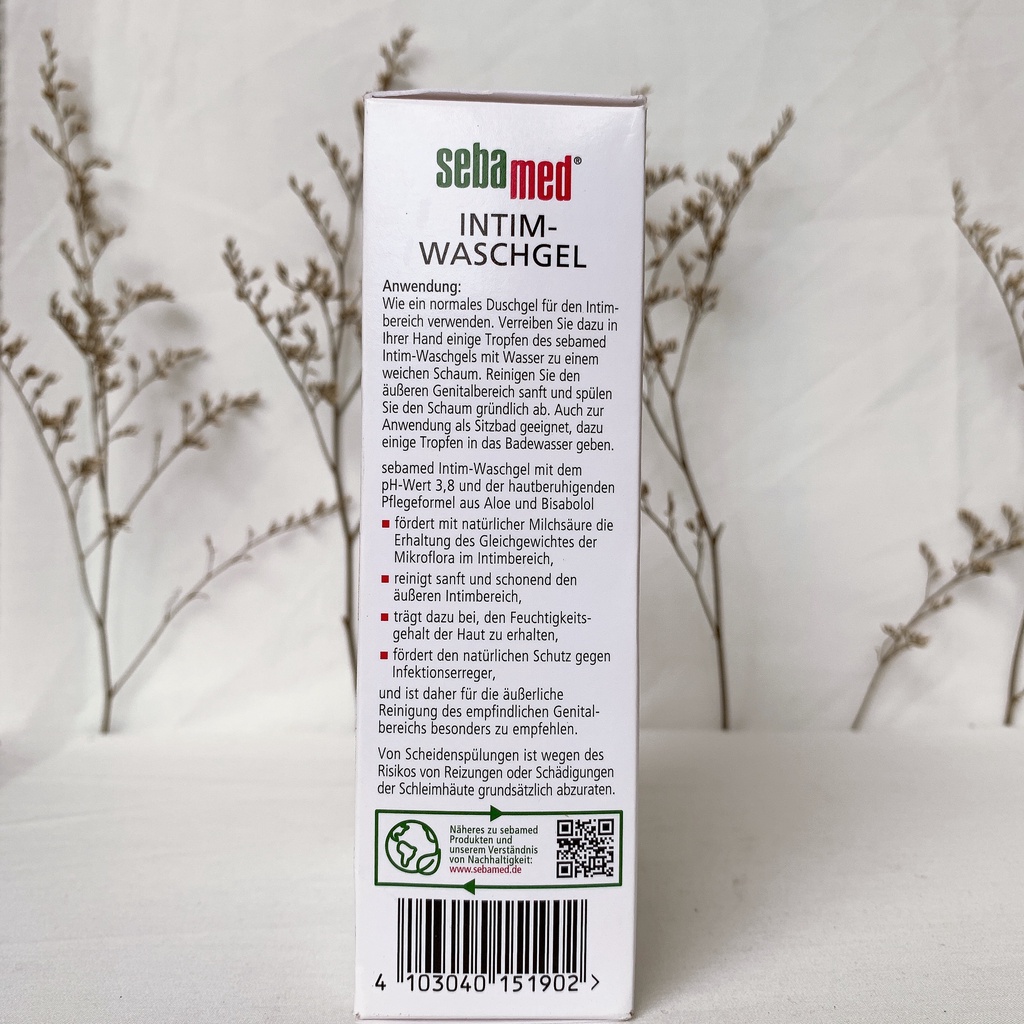 sebamed®
INTIM-
WASCHGEL
Anwendung:
Wie ein normales Duschgel für den Intim-
bereich verwenden. Verreiben Sie dazu in
Ihrer Hand einige Tropfen des sebamed
Intim-Waschgels mit Wasser zu einem
weichen Schaum. Reinigen Sie den
äußeren Genitalbereich sanft und spülen
Sie den Schaum gründlich ab. Auch zur
Anwendung als Sitzbad geeignet, dazu
einige Tropfen in das Badewasser geben.
sebamed Intim-Waschgel mit dem
pH-Wert 3,8 und der hautberuhigenden
Pflegeformel aus Aloe und Bisabolol
fördert mit natürlicher Milchsäure die
Erhaltung des Gleichgewichtes der
Mikroflora im Intimbereich,
reinigt sanft und schonend den
äußeren Intimbereich,
trägt dazu bei, den Feuchtigkeits-
gehalt der Haut zu erhalten,
fördert den natürlichen Schutz gegen
Infektionserreger,
und ist daher für die äußerliche
Reinigung des empfindlichen Genital-
bereichs besonders zu empfehlen.
Von Scheidenspülungen ist wegen des
Risikos von Reizungen oder Schädigungen
der Schleimhäute grundsätzlich abzuraten.
Näheres zu sebamed
Produkten und
unserem Verständnis
von Nachhaltigkeit:
www.sebamed.de
4 103040 151902 >